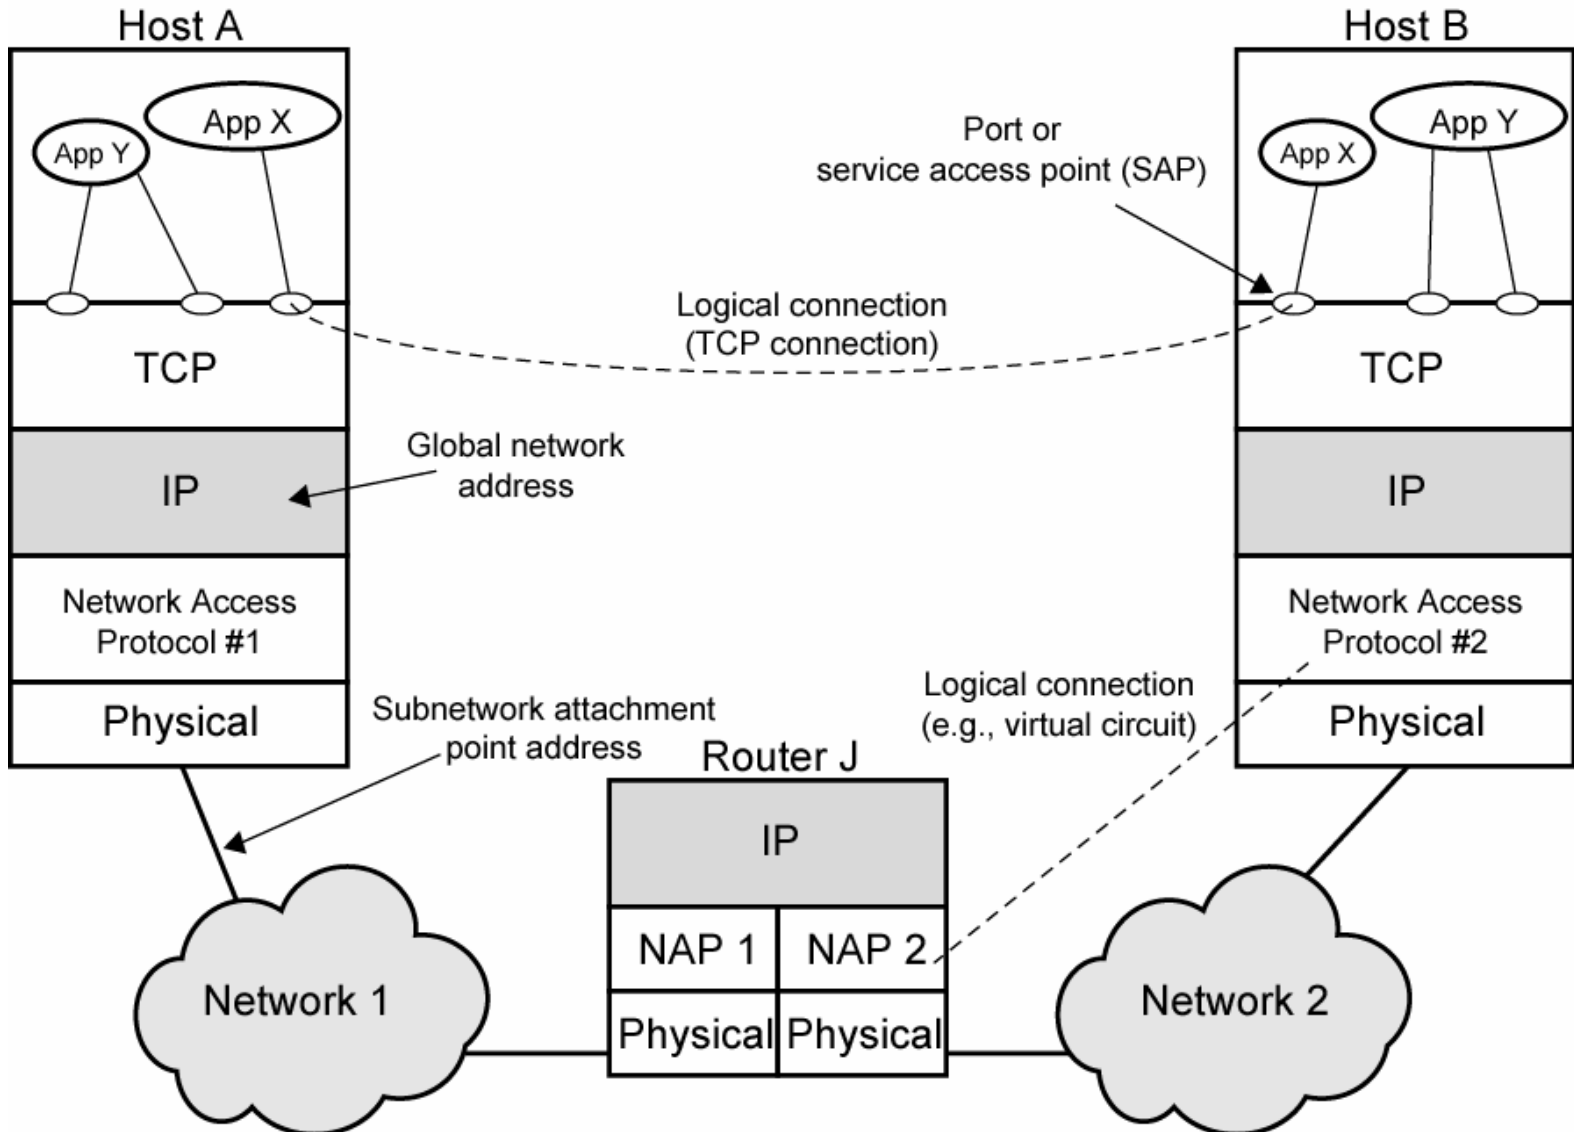 Host A
App Y
App X
TCP
IP
Network Access
Protocol #1
Physical
Host B
App X
App Y
TCP
IP
Network Access
Protocol #2
Physical
Port or
service access point (SAP)
Logical connection
(TCP connection)
Global network
address
Subnetwork attachment
point address
Logical connection
(e.g., virtual circuit)
Router J
IP
NAP 1
NAP 2
Physical
Physical
Network 1
Network 2